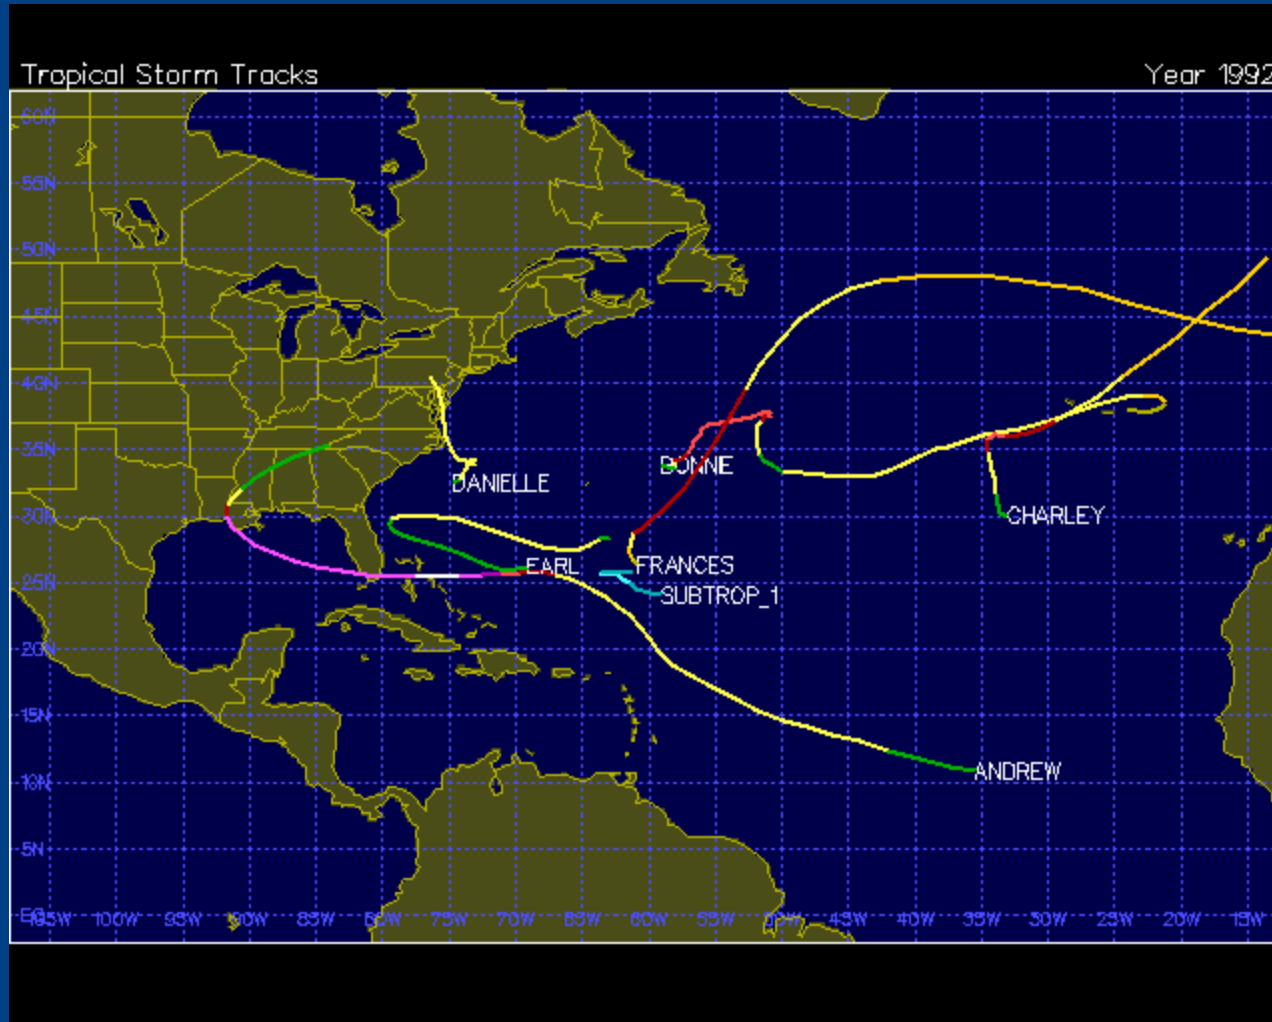 Tropical Storm Tracks
Year 1992
60N
55N
50N
45N
40N
35N
BONNIE
DANIELLE
30N
CHARLEY
EARL
FRANCES
25N
SUBTROP_1
20N
15N
ANDREW
10N
5N
EQ
105W 100W 95W 90W 85W 80W 75W 70W 65W 60W 55W 50W 45W 40W 35W 30W 25W 20W 15W